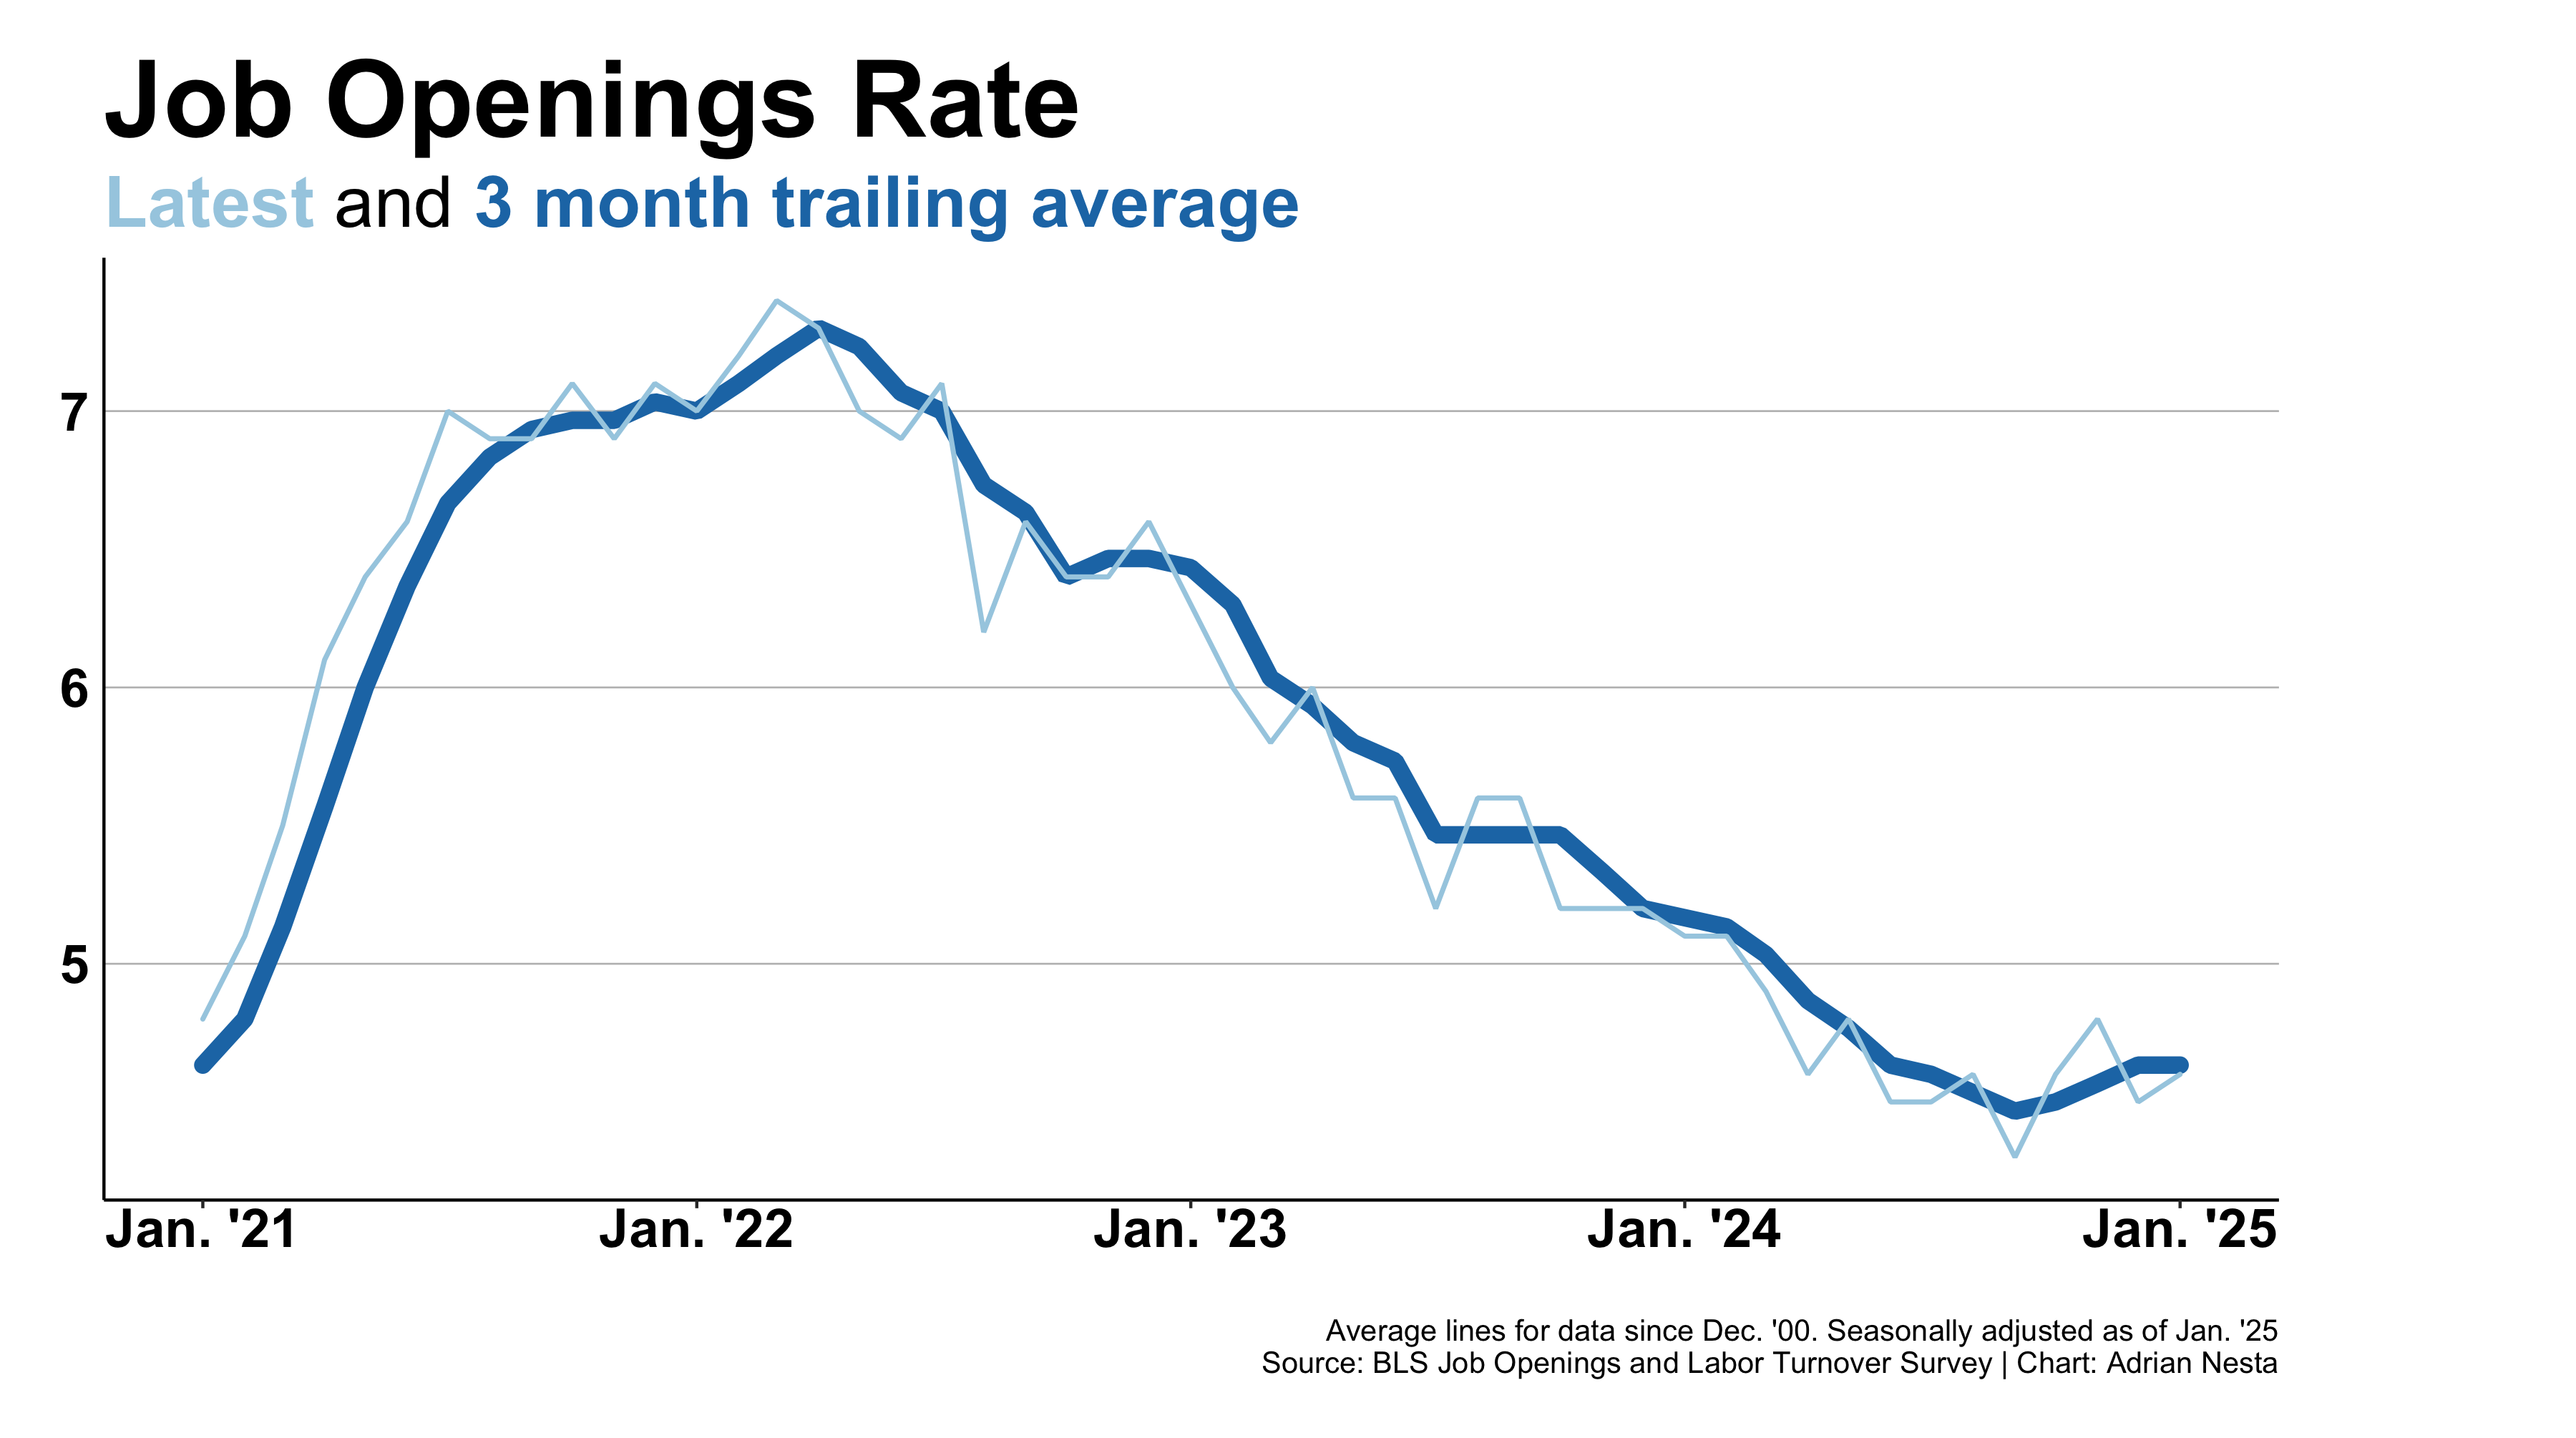 Job Openings Rate
Latest and 3 month trailing average
7
6
5
Jan. '21 Jan. '22 Jan. '23 Jan. '24 Jan. '25
Average lines for data since Dec. '00. Seasonally adjusted as of Jan. '25
Source: BLS Job Openings and Labor Turnover Survey | Chart: Adrian Nesta